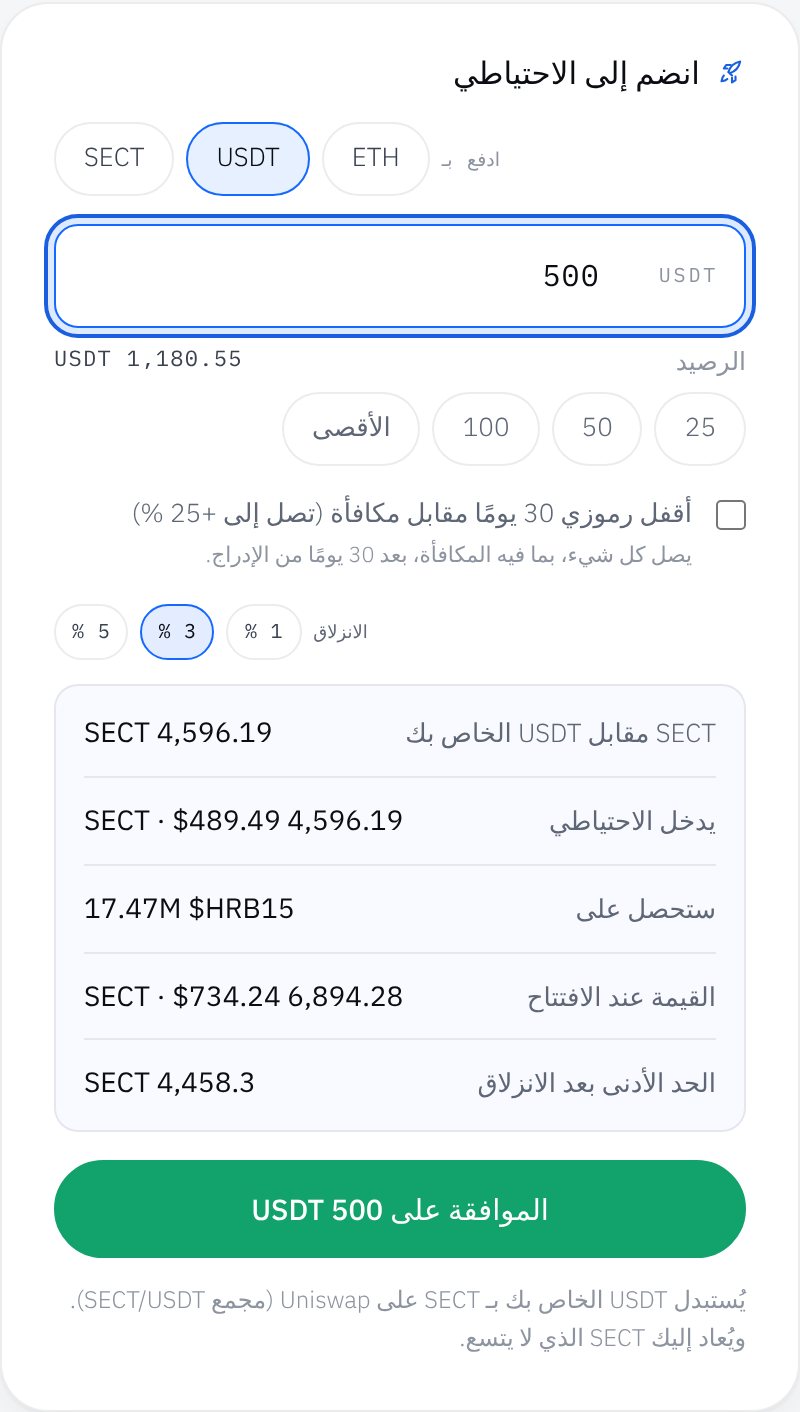 انضم إلى الاحتياطي
ادفع بـ ETH USDT SECT
USDT 500
الرصيد USDT 1,180.55
25 50 100 الأقصى
أقفل رموزي 30 يومًا مقابل مكافأة (تصل إلى +25 %)
يصل كل شيء، بما فيه المكافأة، بعد 30 يومًا من الإدراج.
الانزلاق 1 % 3 % 5 %
SECT مقابل USDT الخاص بك SECT 4,596.19
يدخل الاحتياطي SECT · $489.49 4,596.19
ستحصل على 17.47M $HRB15
القيمة عند الافتتاح SECT · $734.24 6,894.28
الحد الأدنى بعد الانزلاق SECT 4,458.3
الموافقة على USDT 500
يُستبدل USDT الخاص بك بـ SECT على Uniswap (مجمع SECT/USDT).
ويُعاد إليك SECT الذي لا يتسع.